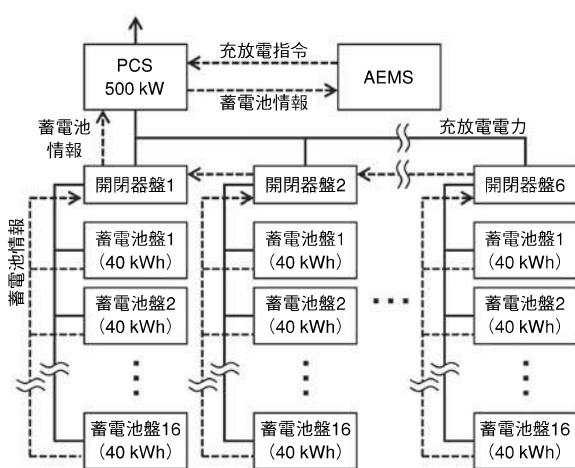 PCS
500 kW
充放電指令
AEMS
蓄電池情報
蓄電池
情報
充放電電力
開閉器盤1
開閉器盤2
開閉器盤6
蓄電池情報
蓄電池盤1
(40 kWh)
蓄電池盤1
(40 kWh)
蓄電池盤1
(40 kWh)
蓄電池盤2
(40 kWh)
蓄電池盤2
(40 kWh)
蓄電池盤2
(40 kWh)
蓄電池盤16
(40 kWh)
蓄電池盤16
(40 kWh)
蓄電池盤16
(40 kWh)